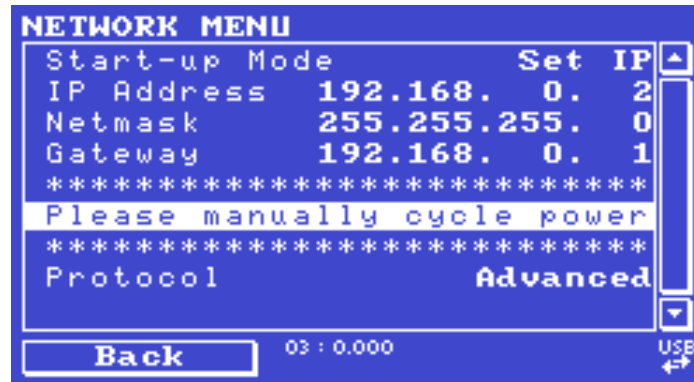 NETWORK MENU
Start-up Mode Set IP
IP Address 192.168. 0. 2
Netmask 255.255.255. 0
Gateway 192.168. 0. 1
***************************
Please manually cycle power
***************************
Protocol Advanced
Back 03 : 0.000 USB